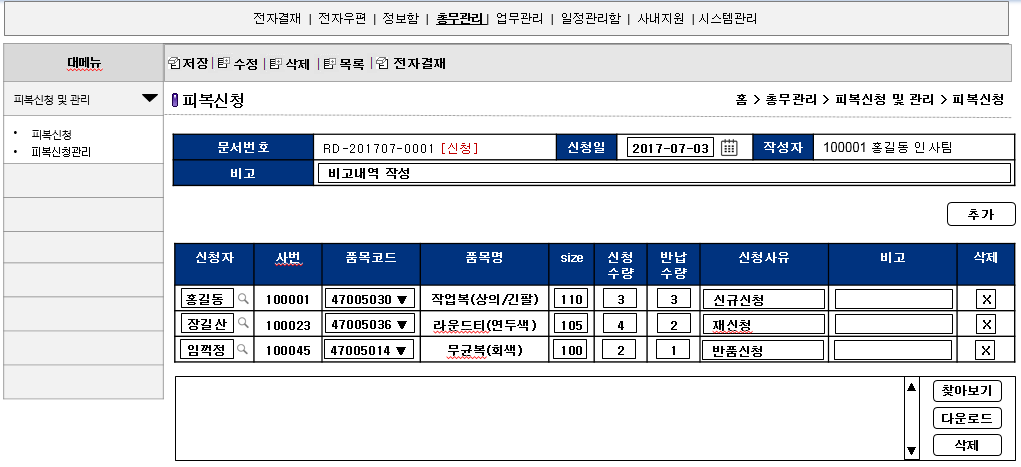 전자결재 | 전자우편 | 정보함 | 총무관리 | 업무관리 | 일정관리함 | 사내지원 | 시스템관리
대메뉴
저장 | 수정 | 삭제 | 목록 | 전자결재
피복신청 및 관리
피복신청
홈 > 총무관리 > 피복신청 및 관리 > 피복신청
• 피복신청
• 피복신청관리
문서번호 RD-201707-0001 [신청] 신청일 2017-07-03 작성자 100001 홍길동 인사팀
비고 비고내역 작성
추가
신청자 사번 품목코드 품목명 size 신청수량 반납수량 신청사유 비고 삭제
홍길동 100001 47005030 ▼ 작업복(상의/긴팔) 110 3 3 신규신청 X
장길산 100023 47005036 ▼ 라운드티(연두색) 105 4 2 재신청 X
임꺽정 100045 47005014 ▼ 무균복(회색) 100 2 1 반품신청 X
찾아보기
다운로드
삭제